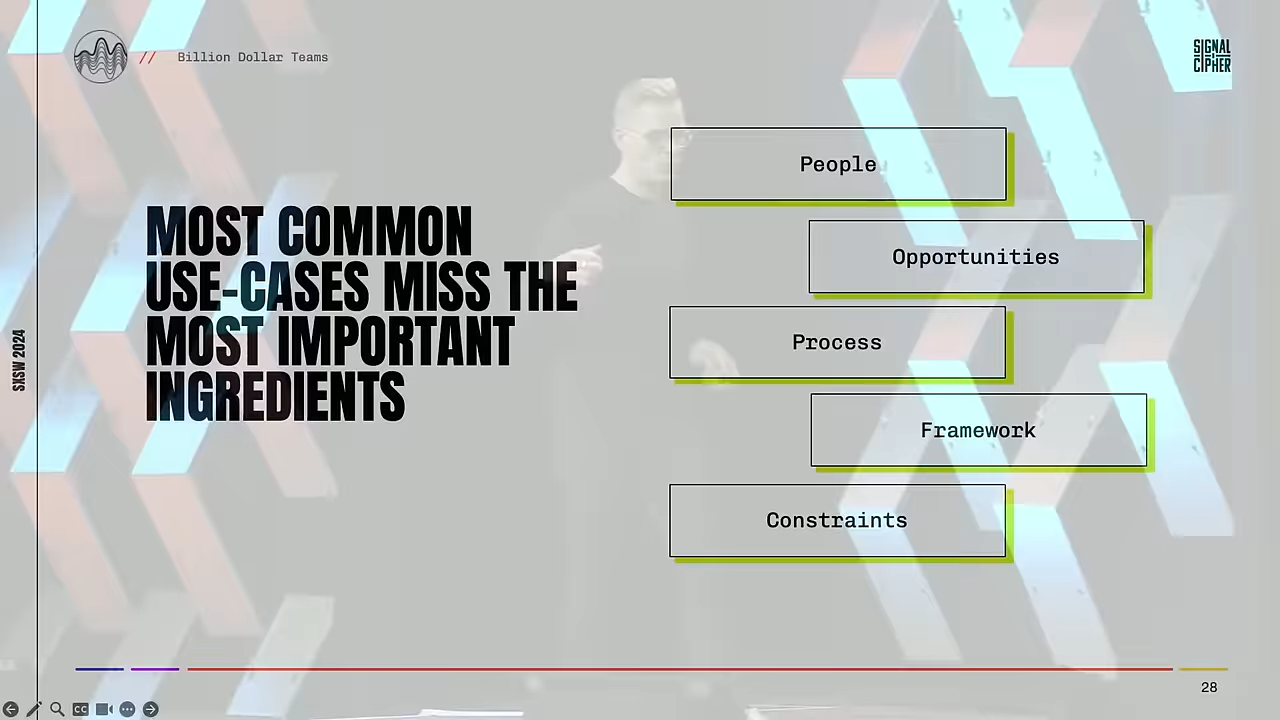 // Billion Dollar Teams
SIGNAL
CIPHER
SXSW 2024
MOST COMMON
USE-CASES MISS THE
MOST IMPORTANT
INGREDIENTS
People
Opportunities
Process
Framework
Constraints
28
CC